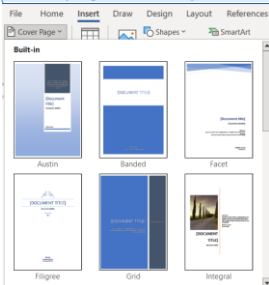 File Home Insert Draw Design Layout References
Cover Page Shapes SmartArt
Built-in
[Document title]
[DOCUMENT TITLE]
[Document title]
Austin Banded Facet
[DOCUMENT TITLE]
[DOCUMENT TITLE]
[DOCUMENT TITLE]
Filigree Grid Integral